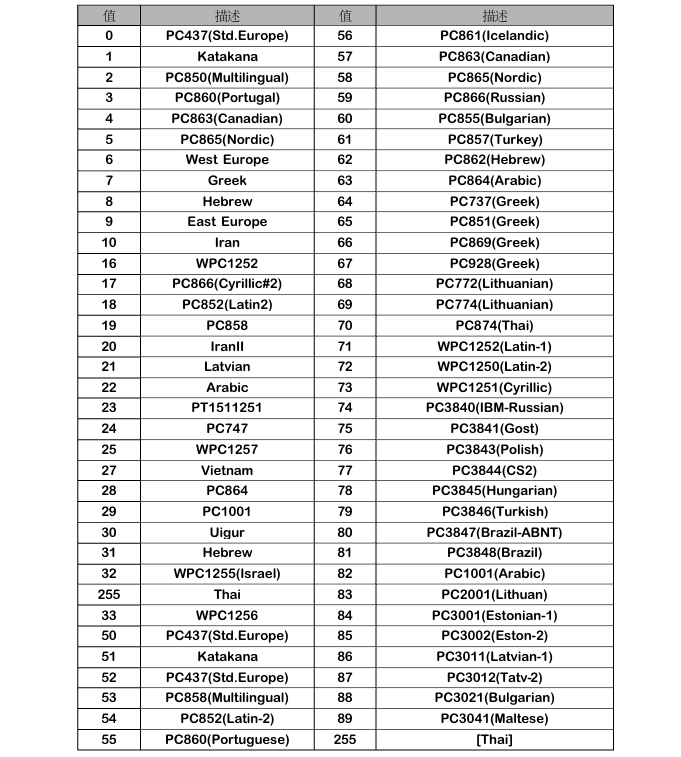 值 描述 值 描述
0 PC437(Std.Europe) 56 PC861(Icelandic)
1 Katakana 57 PC863(Canadian)
2 PC850(Multilingual) 58 PC865(Nordic)
3 PC860(Portugal) 59 PC866(Russian)
4 PC863(Canadian) 60 PC855(Bulgarian)
5 PC865(Nordic) 61 PC857(Turkey)
6 West Europe 62 PC862(Hebrew)
7 Greek 63 PC864(Arabic)
8 Hebrew 64 PC737(Greek)
9 East Europe 65 PC851(Greek)
10 Iran 66 PC869(Greek)
16 WPC1252 67 PC928(Greek)
17 PC866(Cyrillic#2) 68 PC772(Lithuanian)
18 PC852(Latin2) 69 PC774(Lithuanian)
19 PC858 70 PC874(Thai)
20 IranII 71 WPC1252(Latin-1)
21 Latvian 72 WPC1250(Latin-2)
22 Arabic 73 WPC1251(Cyrillic)
23 PT1511251 74 PC3840(IBM-Russian)
24 PC747 75 PC3841(Gost)
25 WPC1257 76 PC3843(Polish)
27 Vietnam 77 PC3844(CS2)
28 PC864 78 PC3845(Hungarian)
29 PC1001 79 PC3846(Turkish)
30 Uigur 80 PC3847(Brazil-ABNT)
31 Hebrew 81 PC3848(Brazil)
32 WPC1255(Israel) 82 PC1001(Arabic)
255 Thai 83 PC2001(Lithuan)
33 WPC1256 84 PC3001(Estonian-1)
50 PC437(Std.Europe) 85 PC3002(Eston-2)
51 Katakana 86 PC3011(Latvian-1)
52 PC437(Std.Europe) 87 PC3012(Tatv-2)
53 PC858(Multilingual) 88 PC3021(Bulgarian)
54 PC852(Latin-2) 89 PC3041(Maltese)
55 PC860(Portuguese) 255 [Thai]